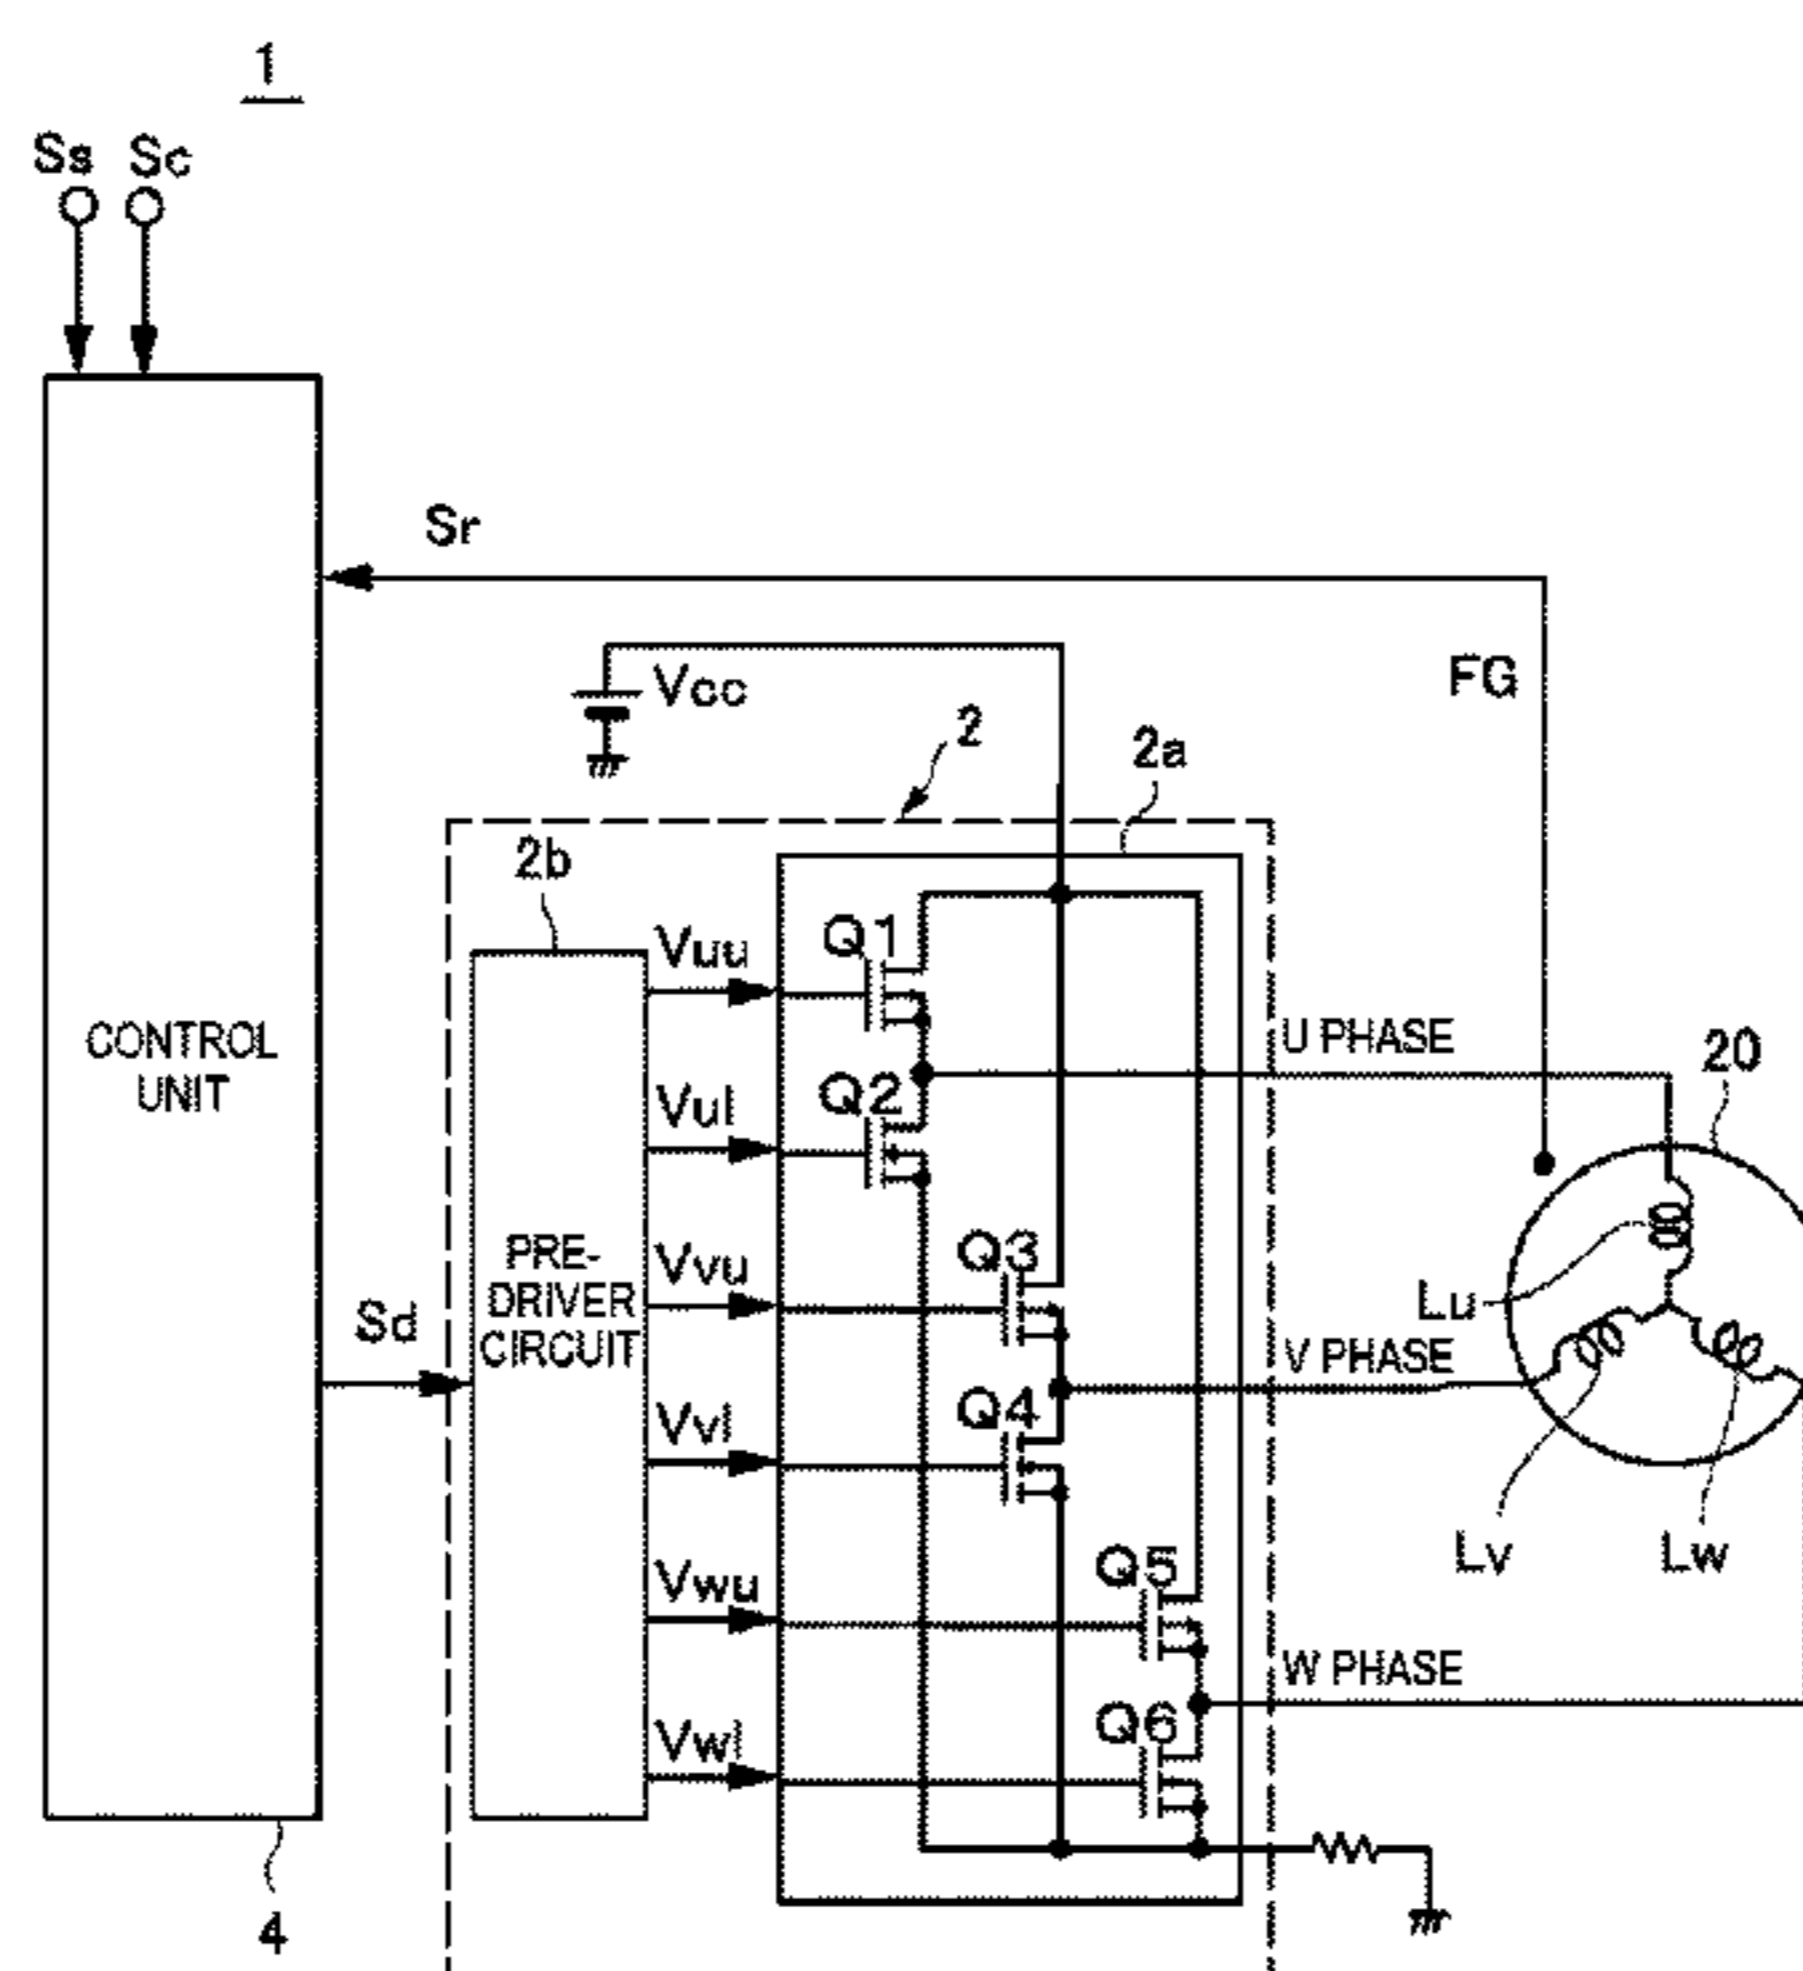 1
Ss Sc
Sr
FG
Vcc
2
2a
2b
Vuu
Q1
U PHASE
20
CONTROL
UNIT
Vul
Q2
PRE-
DRIVER
CIRCUIT
Vvu
Q3
Lu
Sd
V PHASE
Vvl
Q4
Lv
Lw
Vwu
Q5
W PHASE
Vwl
Q6
4